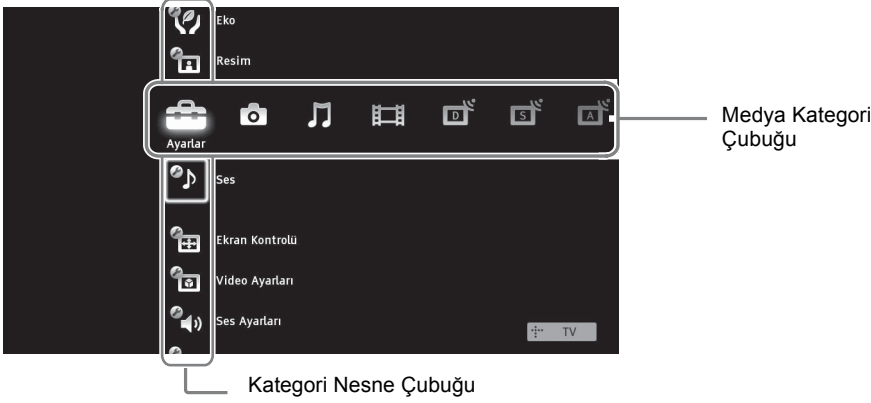 Eko
Resim
D
S
A
Ayarlar
Medya Kategori
Çubuğu
Ses
Ekran Kontrolü
Video Ayarları
Ses Ayarları
TV
Kategori Nesne Çubuğu